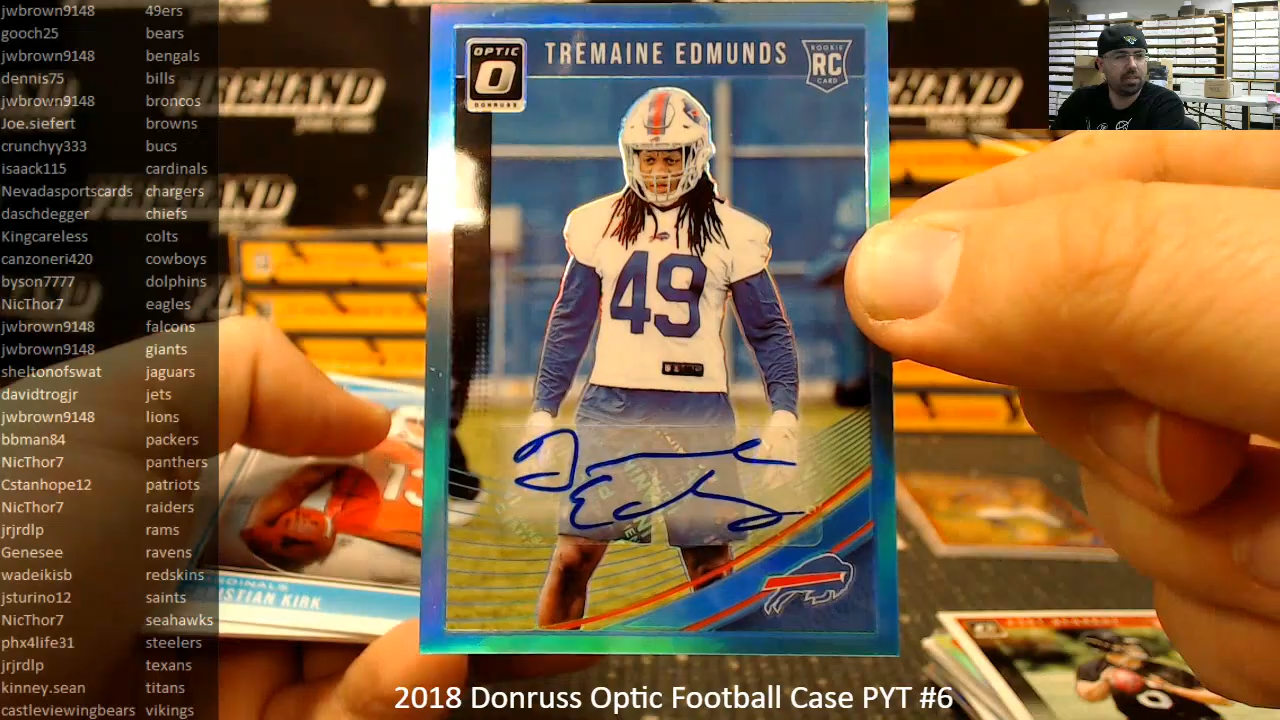 jwbrown9148 49ers
gooch25 bears
jwbrown9148 bengals
dennis75 bills
jwbrown9148 broncos
Joe.siefert browns
crunchyy333 bucs
isaack115 cardinals
Nevadasportscards chargers
daschdegger chiefs
Kingcareless colts
canzoneri420 cowboys
byson7777 dolphins
NicThor7 eagles
jwbrown9148 falcons
jwbrown9148 giants
sheltonofswat jaguars
davidtrogjr jets
jwbrown9148 lions
bbman84 packers
NicThor7 panthers
Cstanhope12 patriots
NicThor7 raiders
jrjrdlp rams
Genesee ravens
wadeikisb redskins
jsturino12 saints
NicThor7 seahawks
phx4life31 steelers
jrjrdlp texans
kinney.sean titans
castleviewingbears vikings
OPTIC
O
DONRUSS
TREMAINE EDMUNDS
ROOKIE
RC
CARD
49
KIRK
2018 Donruss Optic Football Case PYT #6